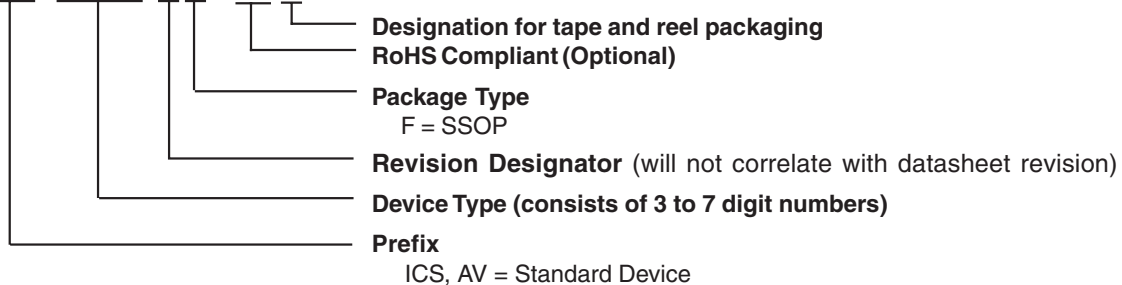 Designation for tape and reel packaging
RoHS Compliant (Optional)
Package Type
F = SSOP
Revision Designator (will not correlate with datasheet revision)
Device Type (consists of 3 to 7 digit numbers)
Prefix
ICS, AV = Standard Device